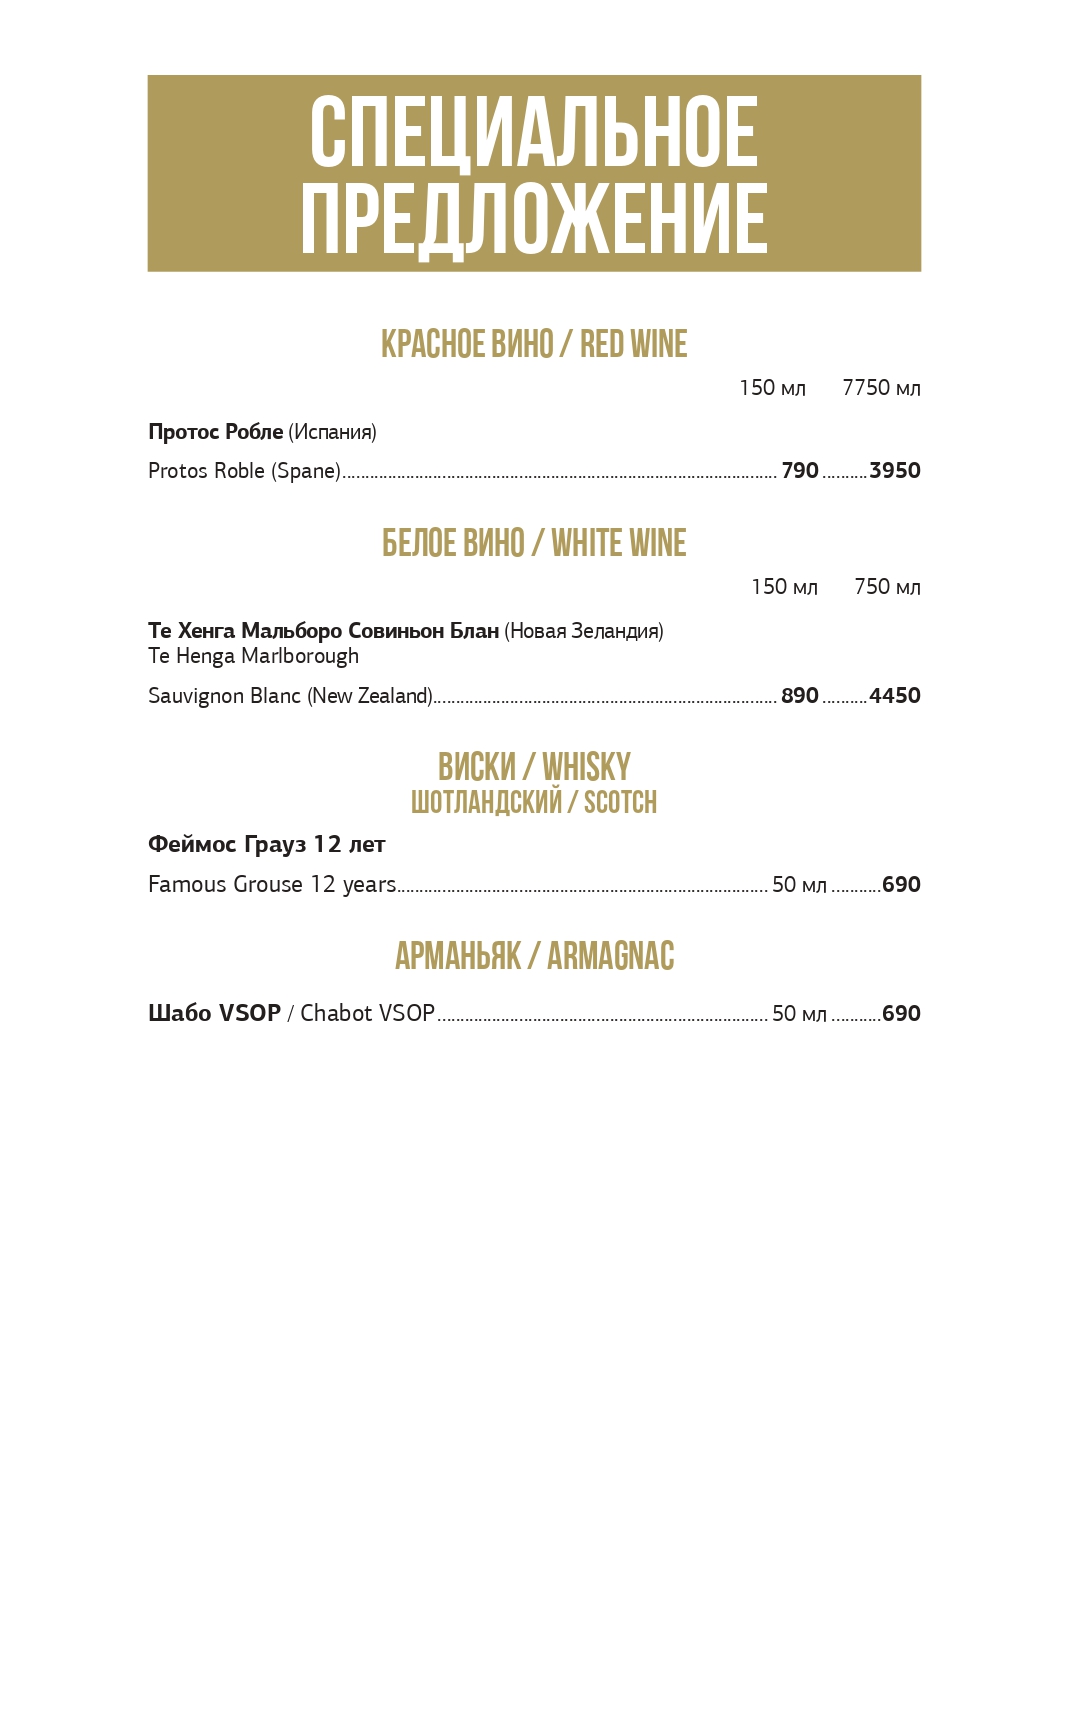 СПЕЦИАЛЬНОЕ
ПРЕДЛОЖЕНИЕ
КРАСНОЕ ВИНО / RED WINE
150 мл 7750 мл
Протос Робле (Испания)
Protos Roble (Spane)........................ 790 ..........3950
БЕЛОЕ ВИНО / WHITE WINE
150 мл 750 мл
Те Хенга Мальборо Совиньон Блан (Новая Зеландия)
Te Henga Marlborough
Sauvignon Blanc (New Zealand)........................ 890 ..........4450
ВИСКИ / WHISKY
ШОТЛАНДСКИЙ / SCOTCH
Феймос Грауз 12 лет
Famous Grouse 12 years........................ 50 мл ...........690
АРМАНЬЯК / ARMAGNAC
Шабо VSOP / Chabot VSOP........................ 50 мл ...........690